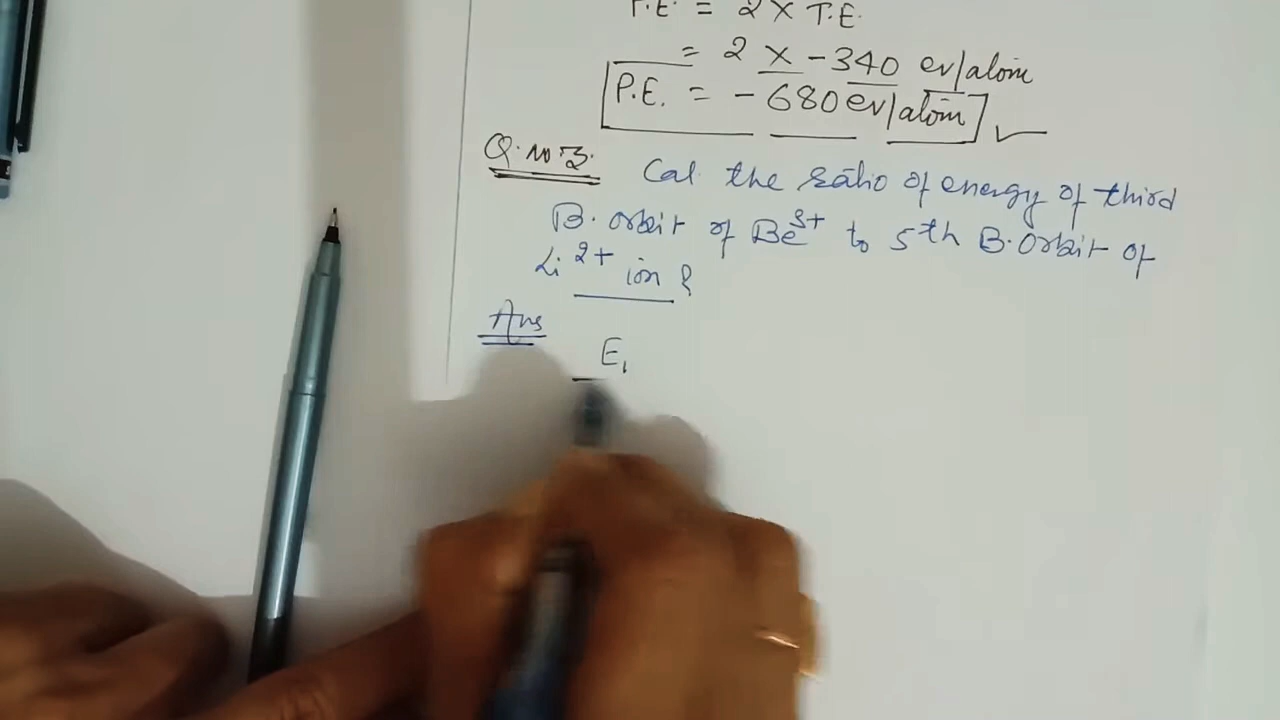 P.E. = 2 X T.E.
= 2 X - 340 ev/atom
P.E. = - 680 ev/atom
Q.no 3. Cal the ratio of energy of third
B.orbit of Be3+ to 5th B.Orbit of
Li2+ ion ?
Ans
E1